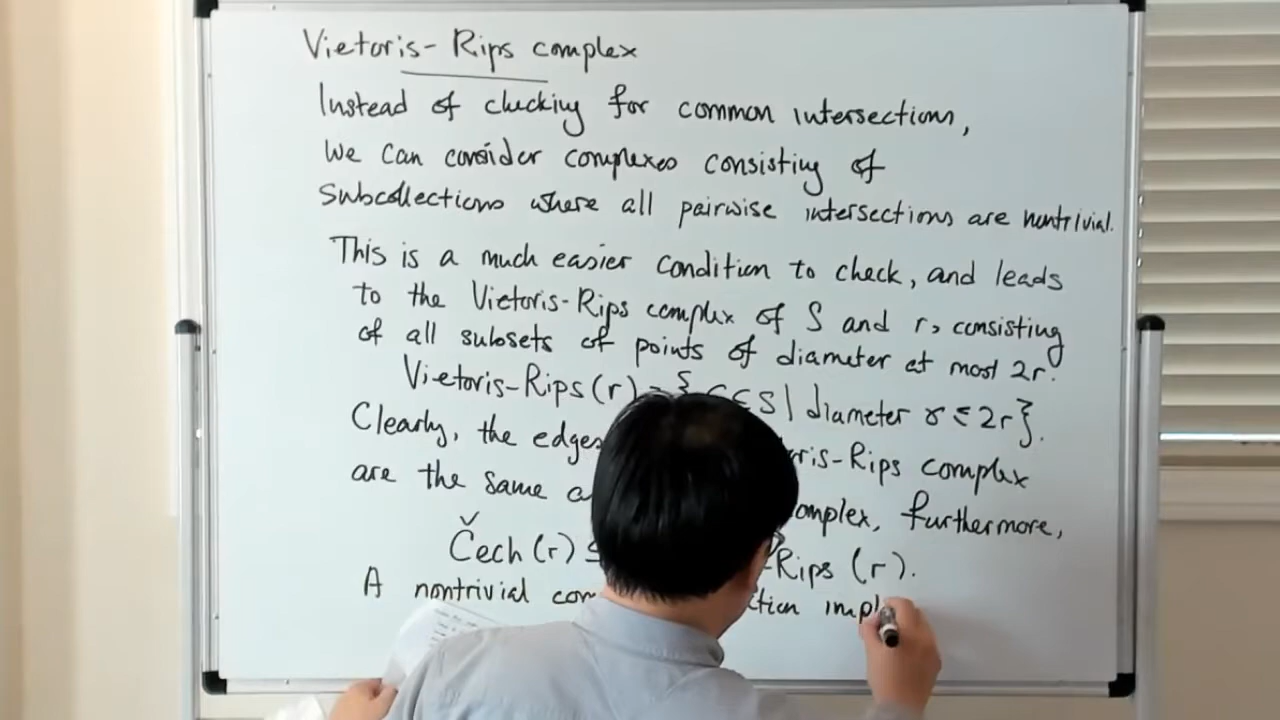 Vietoris-Rips complex
Instead of checking for common intersections,
We can consider complexes consisting of
subcollections where all pairwise intersections are nontrivial.
This is a much easier condition to check, and leads
to the Vietoris-Rips complex of S and r, consisting
of all subsets of points of diameter at most 2r.
Vietoris-Rips(r) = { ⊆ S | diameter σ ≤ 2r}.
Clearly, the edges ris-Rips complex
are the same omplex, furthermore,
Čech(r) ⊆ -Rips (r).
A nontrivial com tion impl